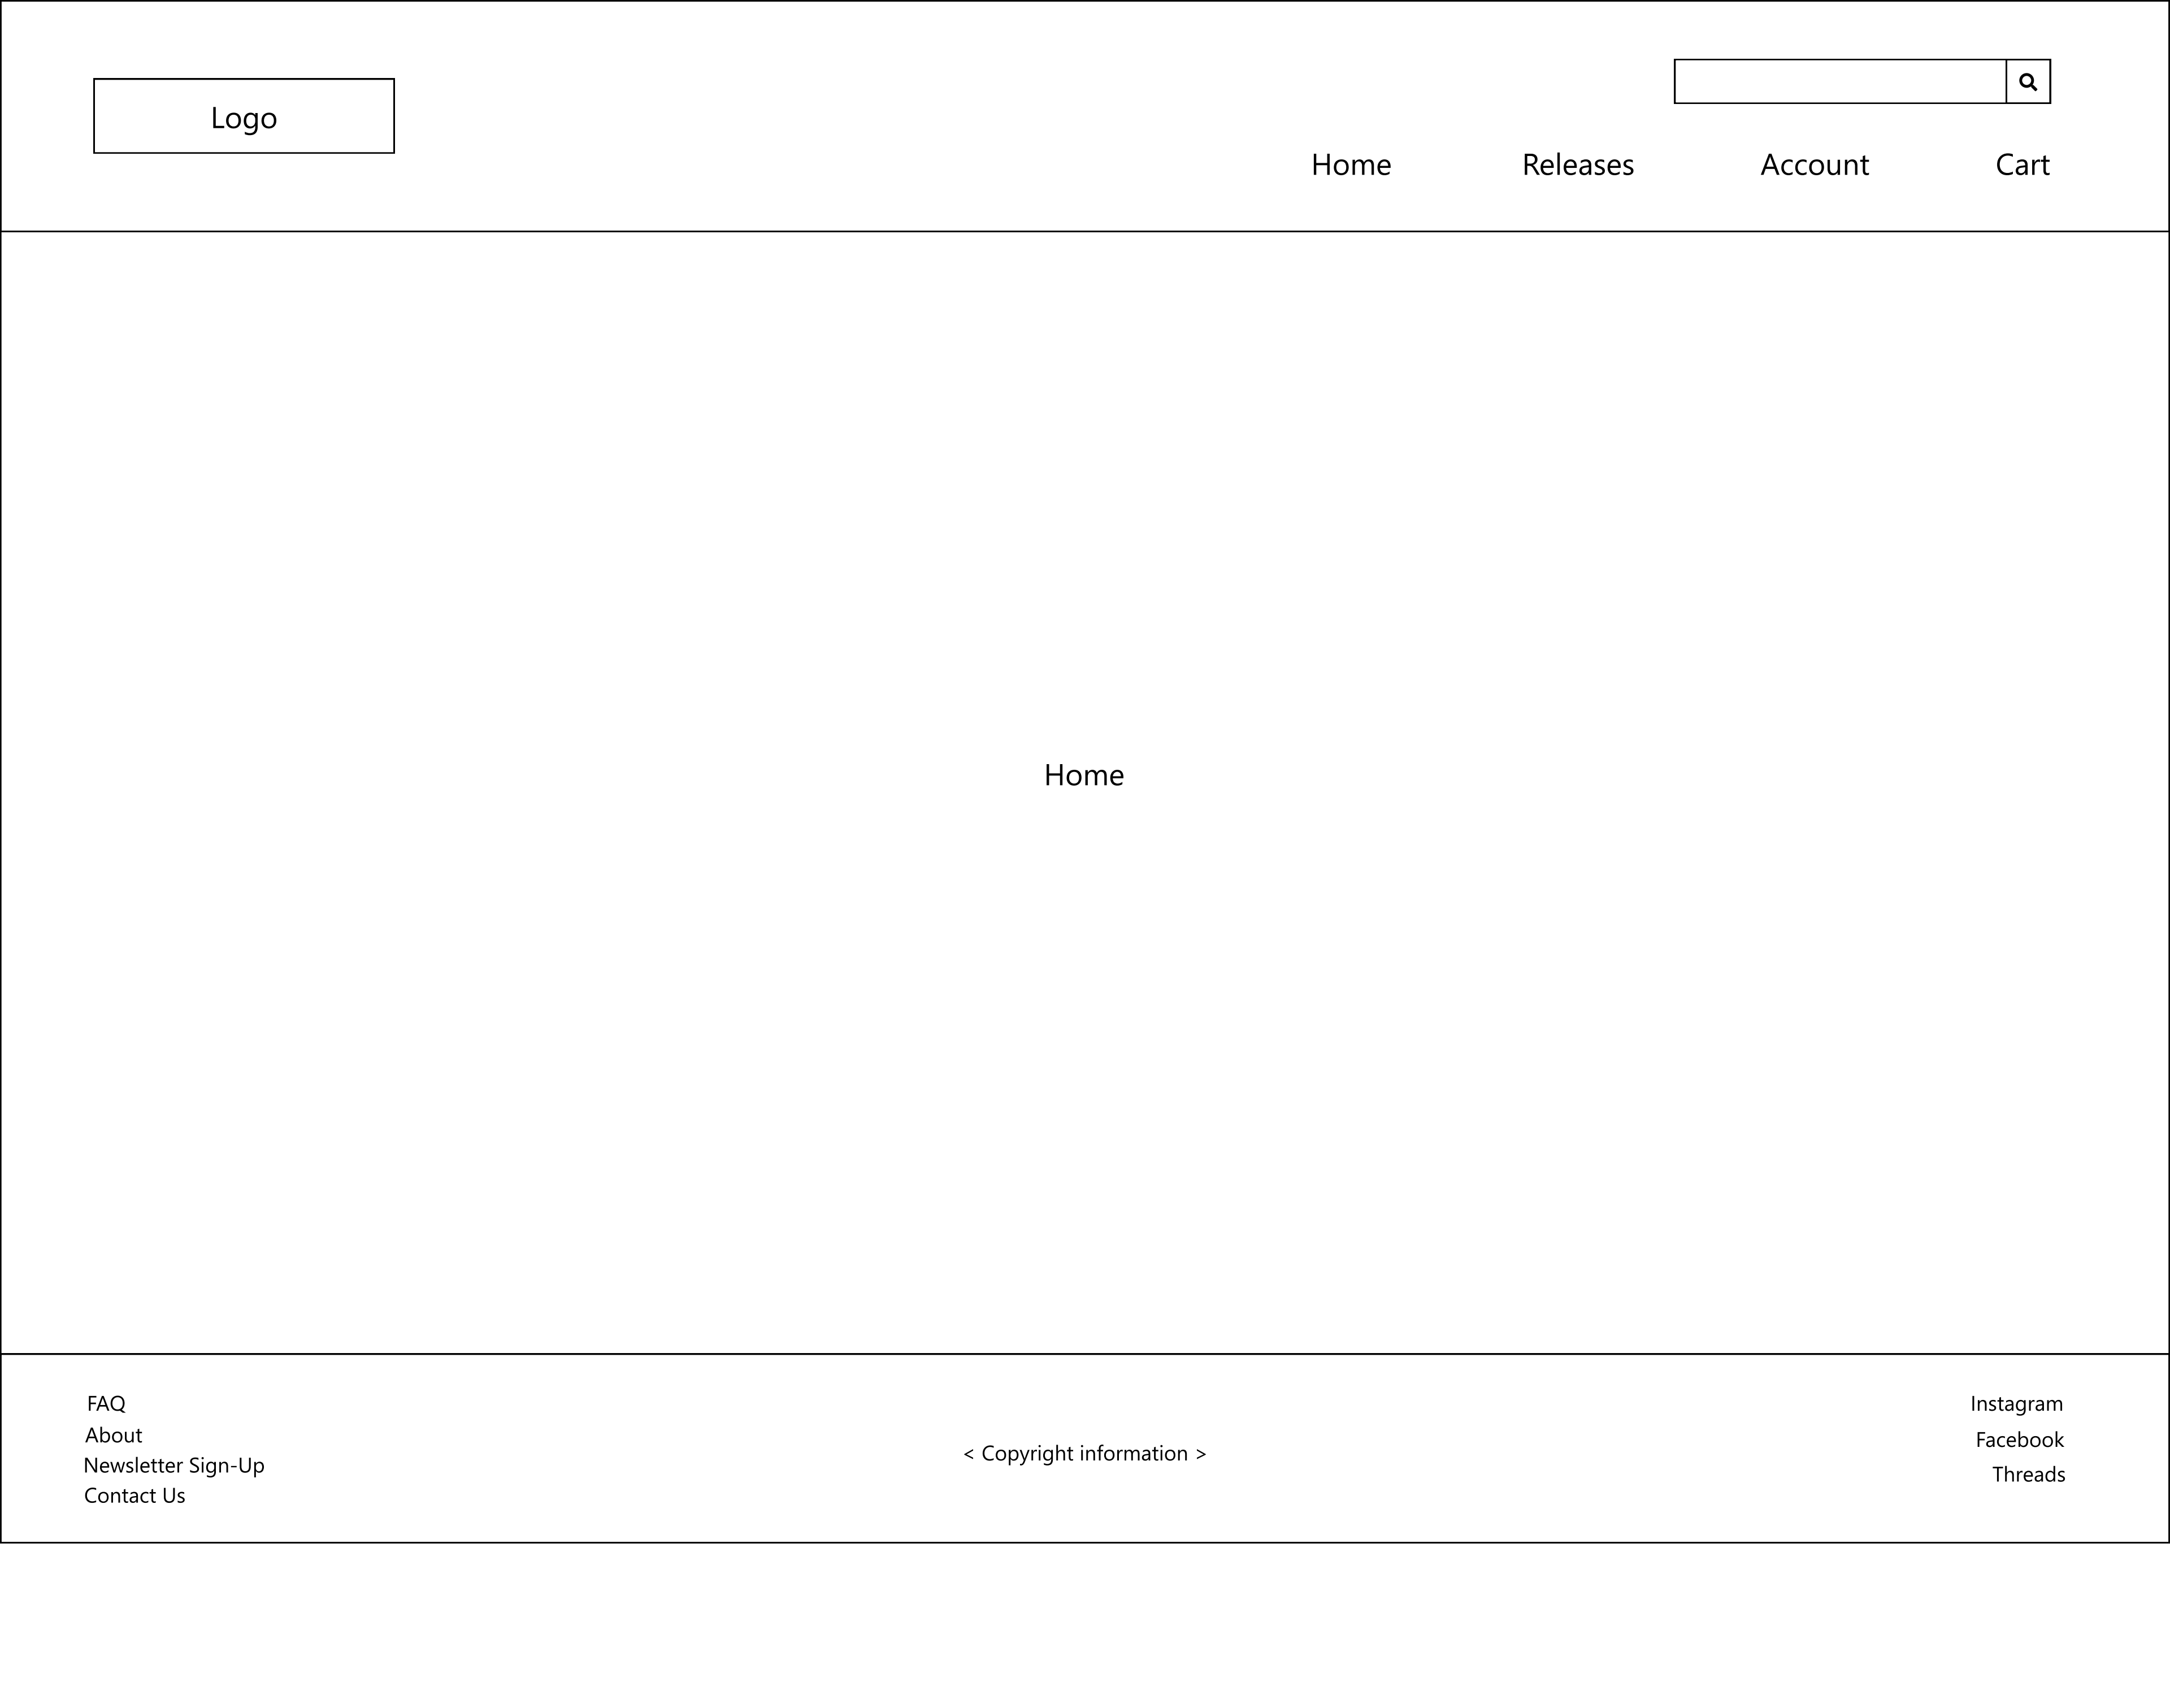 Logo
Home Releases Account Cart
Home
FAQ
About
Newsletter Sign-Up
Contact Us
< Copyright information >
Instagram
Facebook
Threads